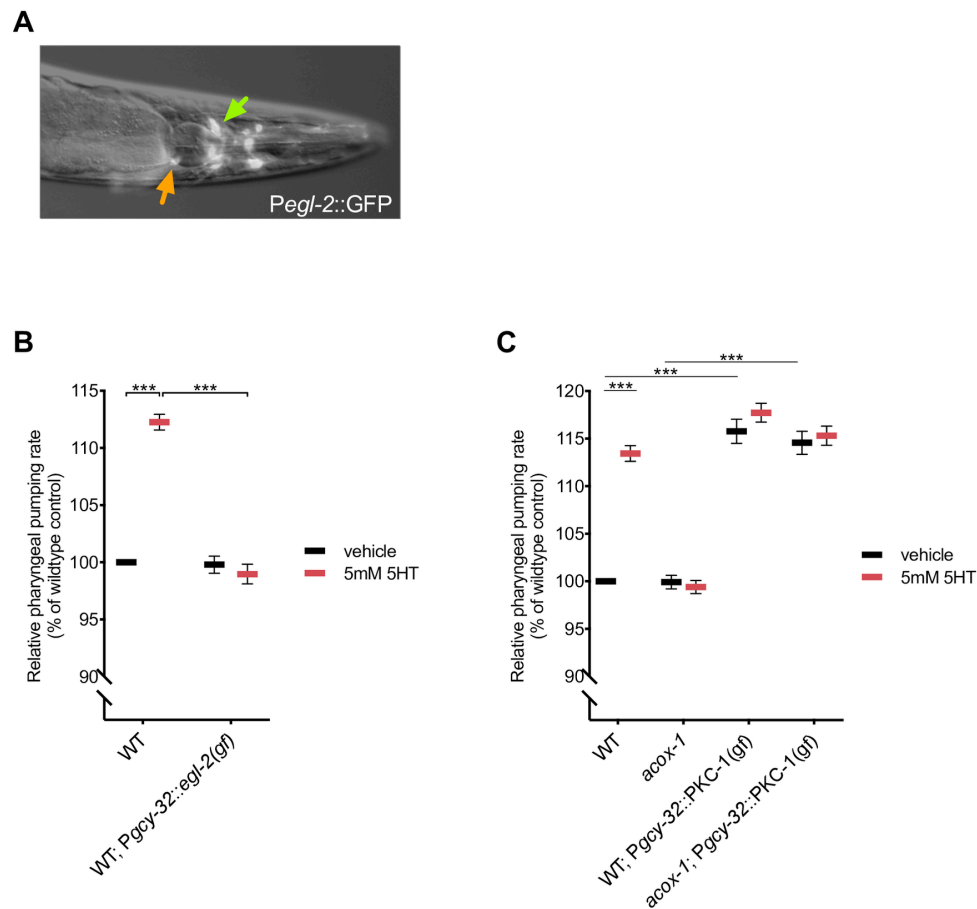 A
Pegl-2::GFP
B
Relative pharyngeal pumping rate
(% of wildtype control)
115
110
105
100
95
90
***
***
vehicle
5mM 5HT
WT
WT; Pgcy-32::egl-2(gf)
C
Relative pharyngeal pumping rate
(% of wildtype control)
120
115
110
105
100
95
90
***
***
***
vehicle
5mM 5HT
WT
acox-1
WT; Pgcy-32::PKC-1(gf)
acox-1; Pgcy-32::PKC-1(gf)